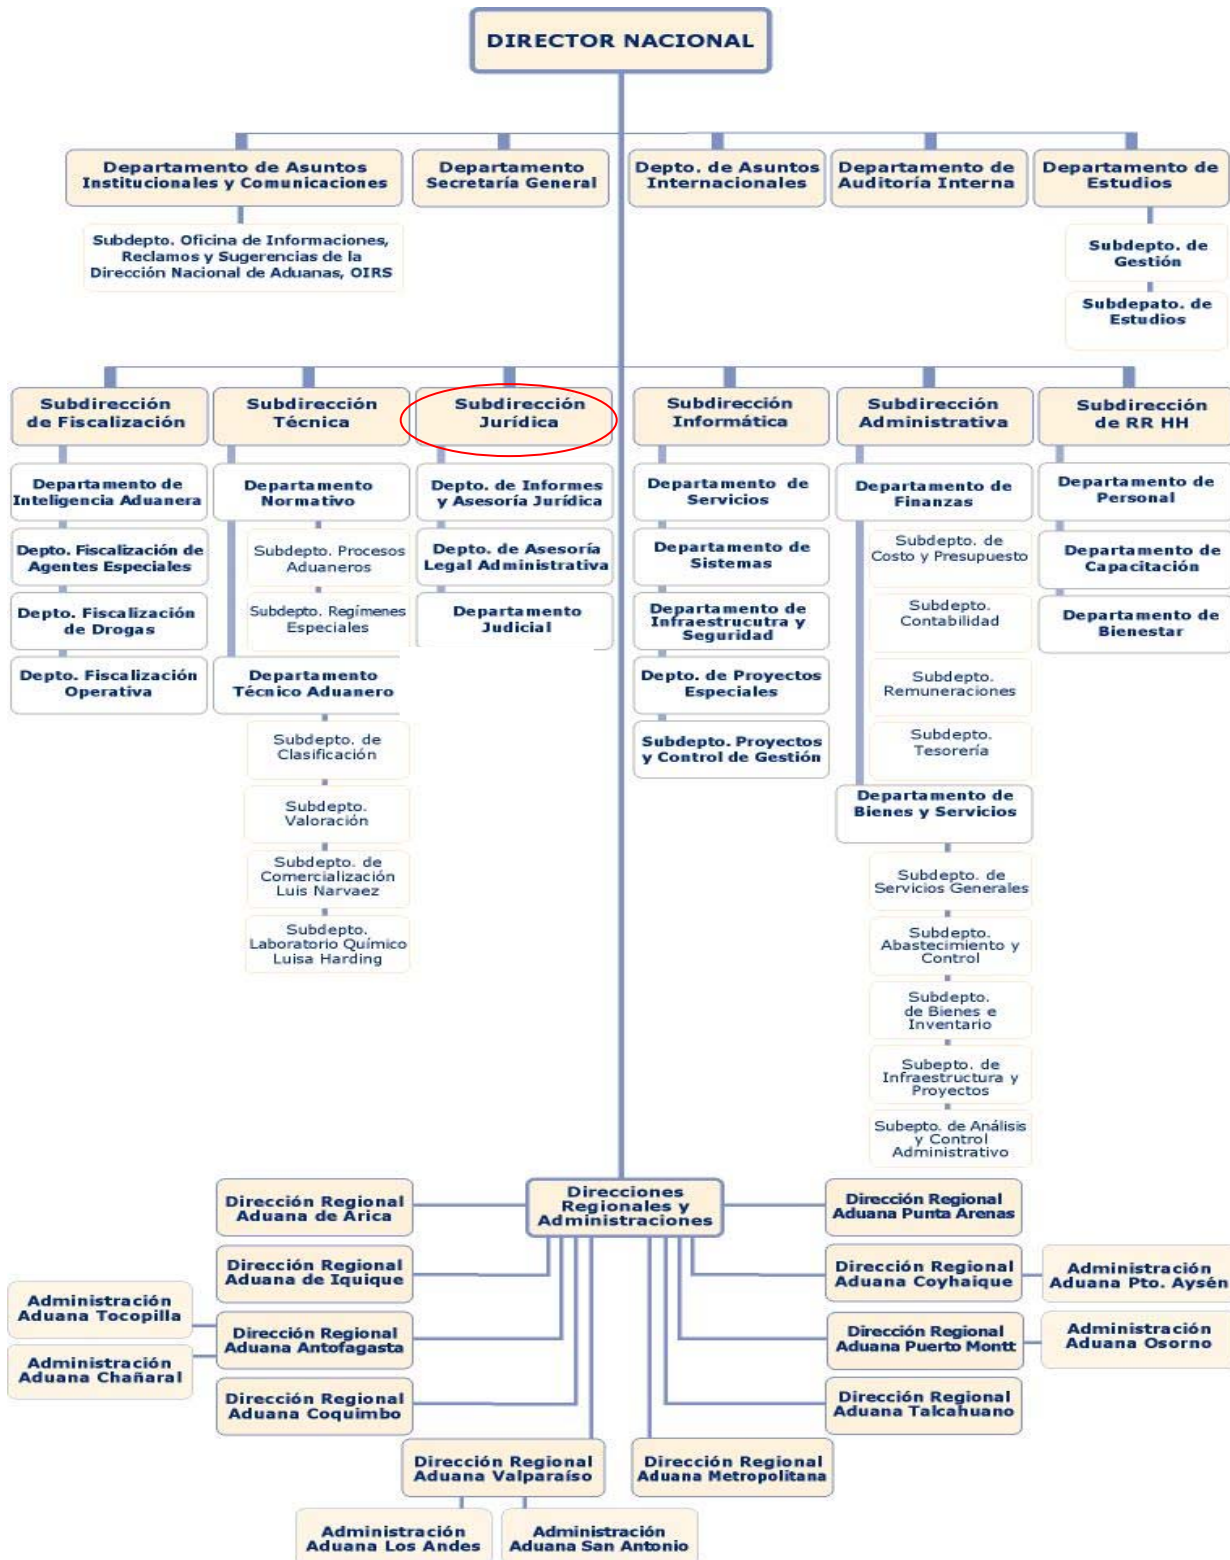 DIRECTOR NACIONAL
Departamento de Asuntos
Institucionales y Comunicaciones
Departamento
Secretaría General
Depto. de Asuntos
Internacionales
Departamento de
Auditoría Interna
Departamento de
Estudios
Subdepto. Oficina de Informaciones,
Reclamos y Sugerencias de la
Dirección Nacional de Aduanas, OIRS
Subdepto. de
Gestión
Subdepato. de
Estudios
Subdirección
de Fiscalización
Subdirección
Técnica
Subdirección
Jurídica
Subdirección
Informática
Subdirección
Administrativa
Subdirección
de RR HH
Departamento de
Inteligencia Aduanera
Depto. Fiscalización de
Agentes Especiales
Depto. Fiscalización
de Drogas
Depto. Fiscalización
Operativa
Departamento
Normativo
Subdepto. Procesos
Aduaneros
Subdepto. Regímenes
Especiales
Departamento
Técnico Aduanero
Subdepto. de
Clasificación
Subdepto.
Valoración
Subdepto. de
Comercialización
Luis Narvaez
Subdepto.
Laboratorio Químico
Luisa Harding
Depto. de Informes
y Asesoría Jurídica
Depto. de Asesoría
Legal Administrativa
Departamento
Judicial
Departamento de
Servicios
Departamento de
Sistemas
Departamento de
Infraestrucutra y
Seguridad
Depto. de Proyectos
Especiales
Subdepto. Proyectos
y Control de Gestión
Departamento de
Finanzas
Subdepto. de
Costo y Presupuesto
Subdepto.
Contabilidad
Subdepto.
Remuneraciones
Subdepto.
Tesorería
Departamento de
Bienes y Servicios
Subdepto. de
Servicios Generales
Subdepto.
Abastecimiento y
Control
Subdepto.
de Bienes e
Inventario
Subepto. de
Infraestructura y
Proyectos
Subepto. de Análisis
y Control
Administrativo
Departamento de
Personal
Departamento de
Capacitación
Departamento de
Bienestar
Direcciones
Regionales y
Administraciones
Dirección Regional
Aduana de Arica
Dirección Regional
Aduana de Iquique
Administración
Aduana Tocopilla
Dirección Regional
Aduana Antofagasta
Administración
Aduana Chañaral
Dirección Regional
Aduana Coquimbo
Dirección Regional
Aduana Valparaíso
Administración
Aduana Los Andes
Administración
Aduana San Antonio
Dirección Regional
Aduana Punta Arenas
Dirección Regional
Aduana Coyhaique
Administración
Aduana Pto. Aysén
Dirección Regional
Aduana Puerto Montt
Administración
Aduana Osorno
Dirección Regional
Aduana Talcahuano
Dirección Regional
Aduana Metropolitana